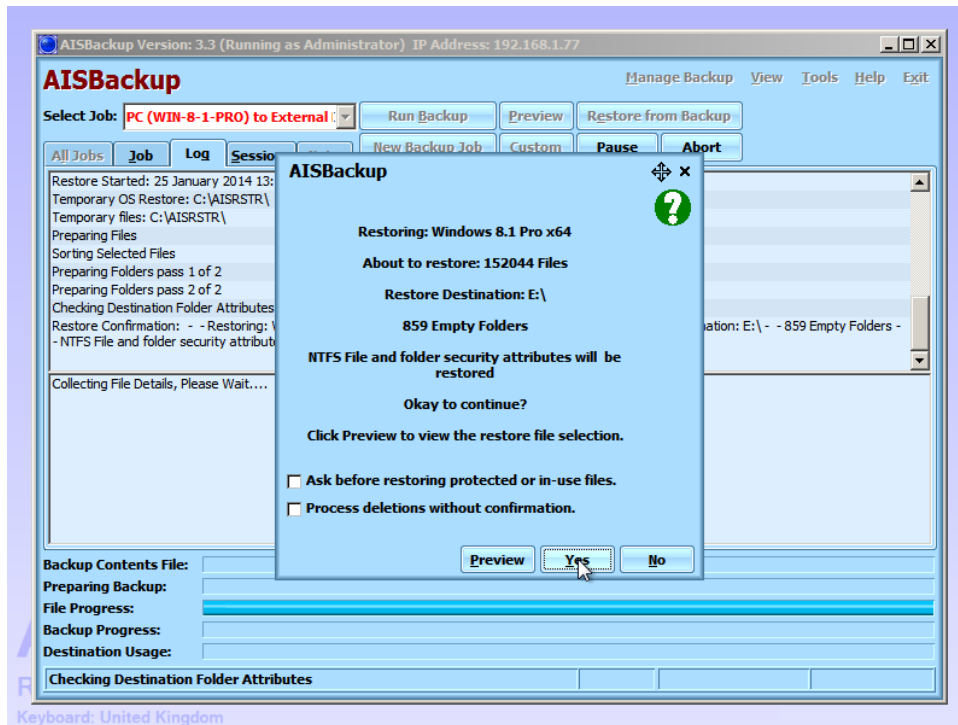 AISBackup Version: 3.3 (Running as Administrator) IP Address: 192.168.1.77
AISBackup
Manage Backup View Tools Help Exit
Select Job: PC (WIN-8-1-PRO) to External
Run Backup Preview Restore from Backup
New Backup Job Custom Pause Abort
All Jobs Job Log
Restore Started: 25 January 2014 13:
Temporary OS Restore: C:\AISRSTR\
Temporary files: C:\AISRSTR\
Preparing Files
Sorting Selected Files
Preparing Folders pass 1 of 2
Preparing Folders pass 2 of 2
Checking Destination Folder Attributes
Restore Confirmation: - - Restoring:
ination: E:\ - - 859 Empty Folders -
- NTFS File and folder security
Collecting File Details, Please Wait....
AISBackup
Restoring: Windows 8.1 Pro x64
About to restore: 152044 Files
Restore Destination: E:\
859 Empty Folders
NTFS File and folder security attributes will be
restored
Okay to continue?
Click Preview to view the restore file selection.
Ask before restoring protected or in-use files.
Process deletions without confirmation.
Preview Yes No
Backup Contents File:
Preparing Backup:
File Progress:
Backup Progress:
Destination Usage:
Checking Destination Folder Attributes
Keyboard: United Kingdom